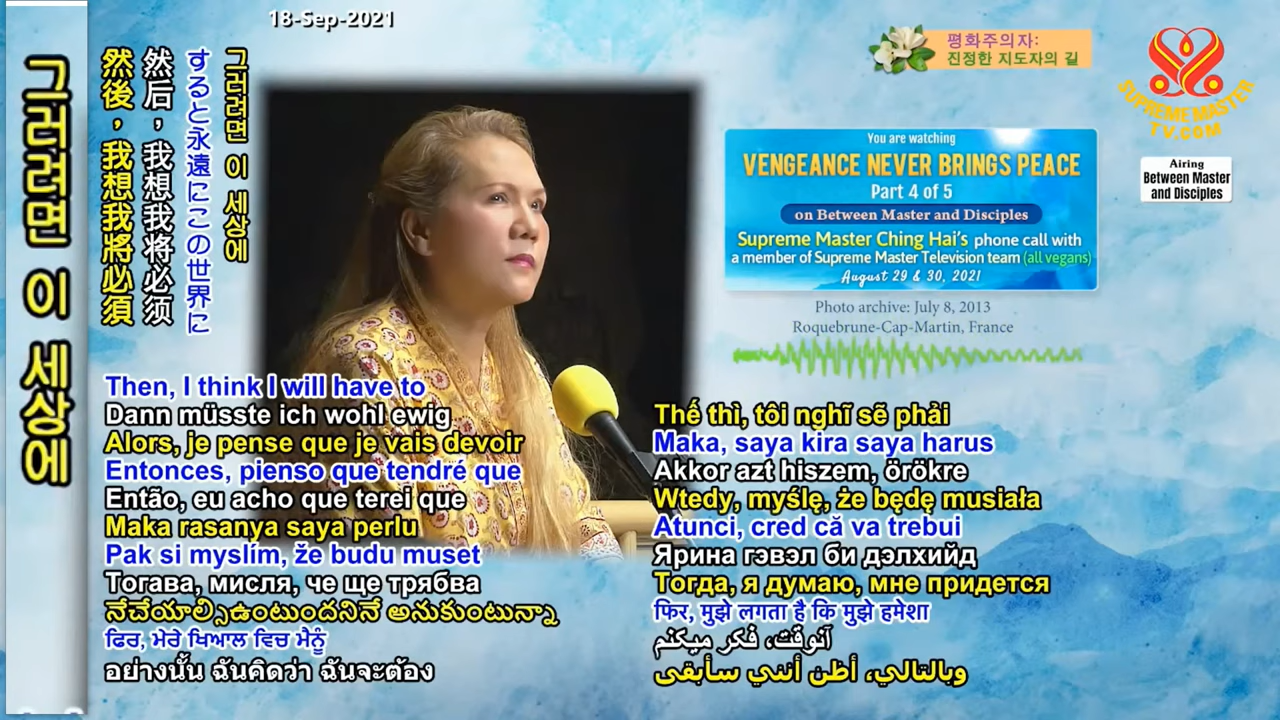 18-Sep-2021
그러려면 이 세상에
然後，我想我將必須
然后，我想我将必须
すると永遠にこの世界に
그러려면 이 세상에
평화주의자:
진정한 지도자의 길
SUPREME MASTER
TV.COM
Airing
Between Master
and Disciples
You are watching
VENGEANCE NEVER BRINGS PEACE
Part 4 of 5
on Between Master and Disciples
Supreme Master Ching Hai's phone call with
a member of Supreme Master Television team (all vegans)
August 29 & 30, 2021
Photo archive: July 8, 2013
Roquebrune-Cap-Martin, France
Then, I think I will have to
Dann müsste ich wohl ewig
Alors, je pense que je vais devoir
Entonces, pienso que tendré que
Então, eu acho que terei que
Maka rasanya saya perlu
Pak si myslím, že budu muset
Тогава, мисля, че ще трябва
నేచేయాల్సిఉంటుందనినే అనుకుంటున్నా
ਫਿਰ, ਮੇਰੇ ਖਿਆਲ ਵਿਚ ਮੈਨੂੰ
อย่างนั้น ฉันคิดว่า ฉันจะต้อง
Thế thì, tôi nghĩ sẽ phải
Maka, saya kira saya harus
Akkor azt hiszem, örökre
Wtedy, myślę, że będę musiała
Atunci, cred că va trebui
Ярина гэвэл би дэлхийд
Тогда, я думаю, мне придется
फिर, मुझे लगता है कि मुझे हमेशा
آنوقت، فکر میکنم
وبالتالي، أظن أنني سأبقى